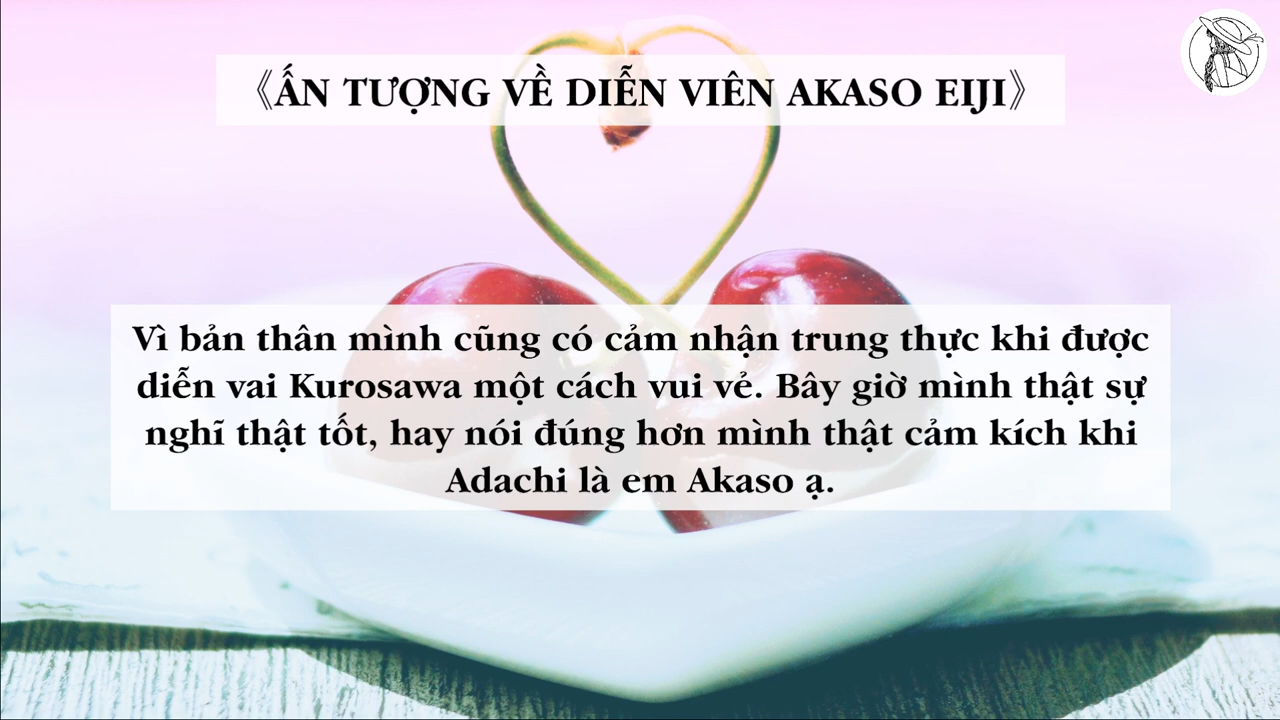 《ẤN TƯỢNG VỀ DIỄN VIÊN AKASO EIJI》
Vì bản thân mình cũng có cảm nhận trung thực khi được
diễn vai Kurosawa một cách vui vẻ. Bây giờ mình thật sự
nghĩ thật tốt, hay nói đúng hơn mình thật cảm kích khi
Adachi là em Akaso ạ.